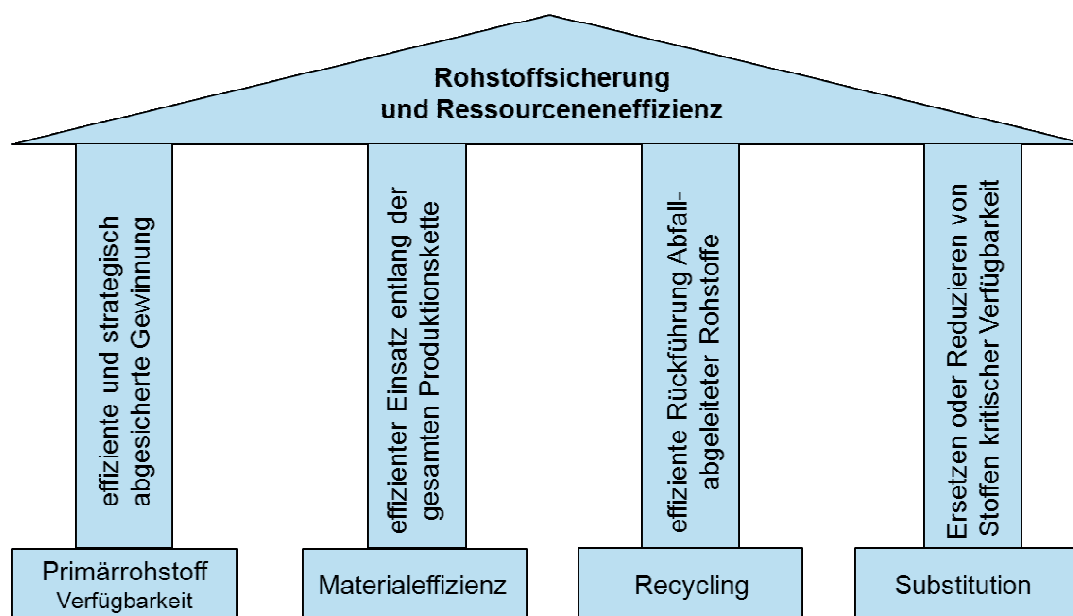 Rohstoffsicherung
und Ressourceneneffizienz
effiziente und strategisch
abgesicherte Gewinnung
effizienter Einsatz entlang der
gesamten Produktionskette
effiziente Rückführung Abfall-
abgeleiteter Rohstoffe
Ersetzen oder Reduzieren von
Stoffen kritischer Verfügbarkeit
Primärrohstoff
Verfügbarkeit
Materialeffizienz
Recycling
Substitution